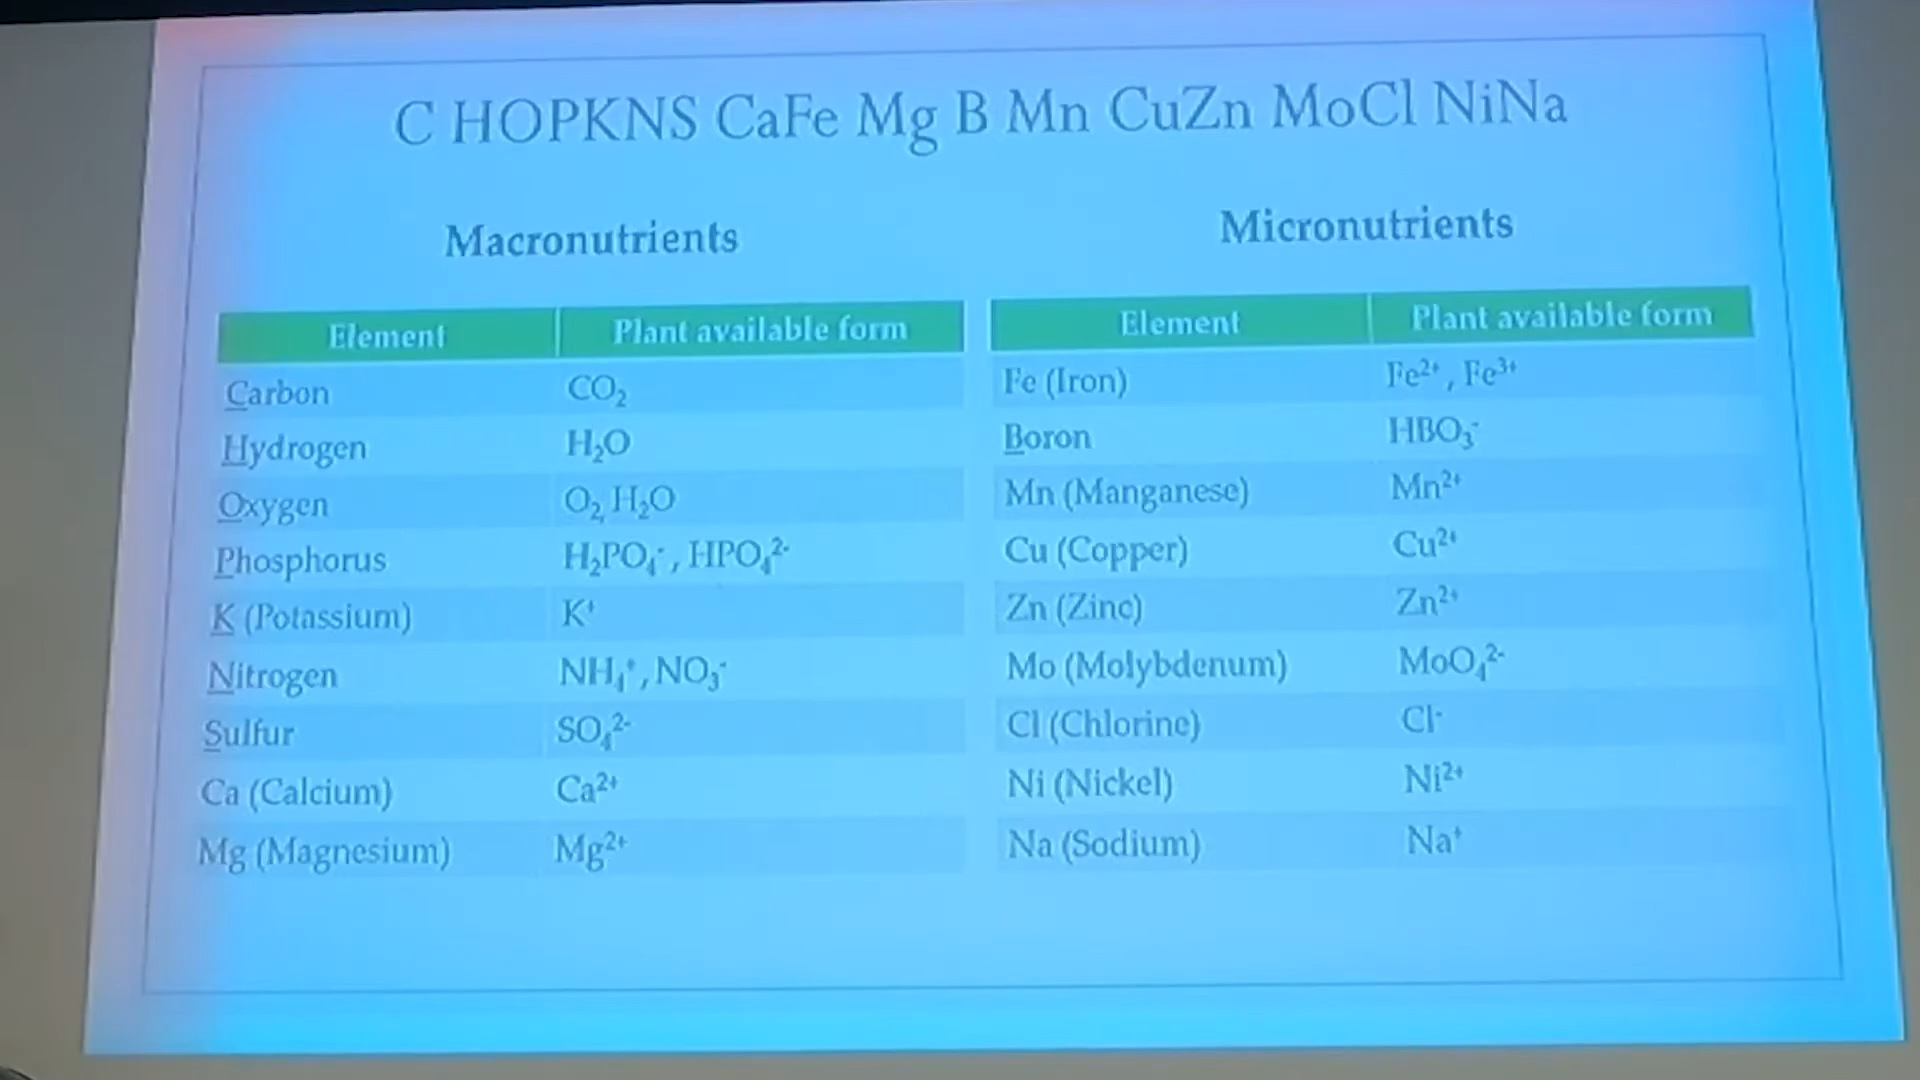 C HOPKNS CaFe Mg B Mn CuZn MoCl NiNa
Macronutrients
Element Plant available form
Carbon CO₂
Hydrogen H₂O
Oxygen O₂, H₂O
Phosphorus H₂PO₄⁻, HPO₄²⁻
K (Potassium) K⁺
Nitrogen NH₄⁺, NO₃⁻
Sulfur SO₄²⁻
Ca (Calcium) Ca²⁺
Mg (Magnesium) Mg²⁺
Micronutrients
Element Plant available form
Fe (Iron) Fe²⁺, Fe³⁺
Boron HBO₃⁻
Mn (Manganese) Mn²⁺
Cu (Copper) Cu²⁺
Zn (Zinc) Zn²⁺
Mo (Molybdenum) MoO₄²⁻
Cl (Chlorine) Cl⁻
Ni (Nickel) Ni²⁺
Na (Sodium) Na⁺